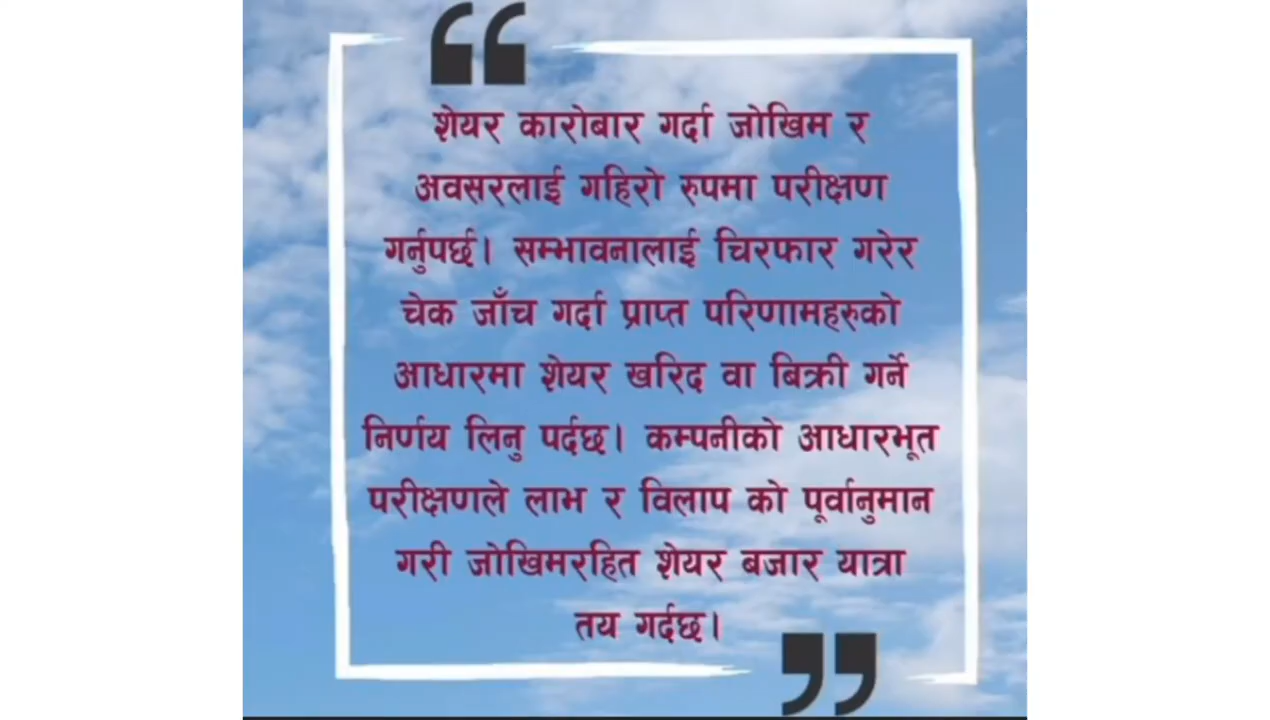 शेयर कारोबार गर्दा जोखिम र
अवसरलाई गहिरो रुपमा परीक्षण
गर्नुपर्छ। सम्भावनालाई चिरफार गरेर
चेक जाँच गर्दा प्राप्त परिणामहरुको
आधारमा शेयर खरिद वा बिक्री गर्ने
निर्णय लिनु पर्दछ। कम्पनीको आधारभूत
परीक्षणले लाभ र विलाप को पूर्वानुमान
गरी जोखिमरहित शेयर बजार यात्रा
तय गर्दछ।